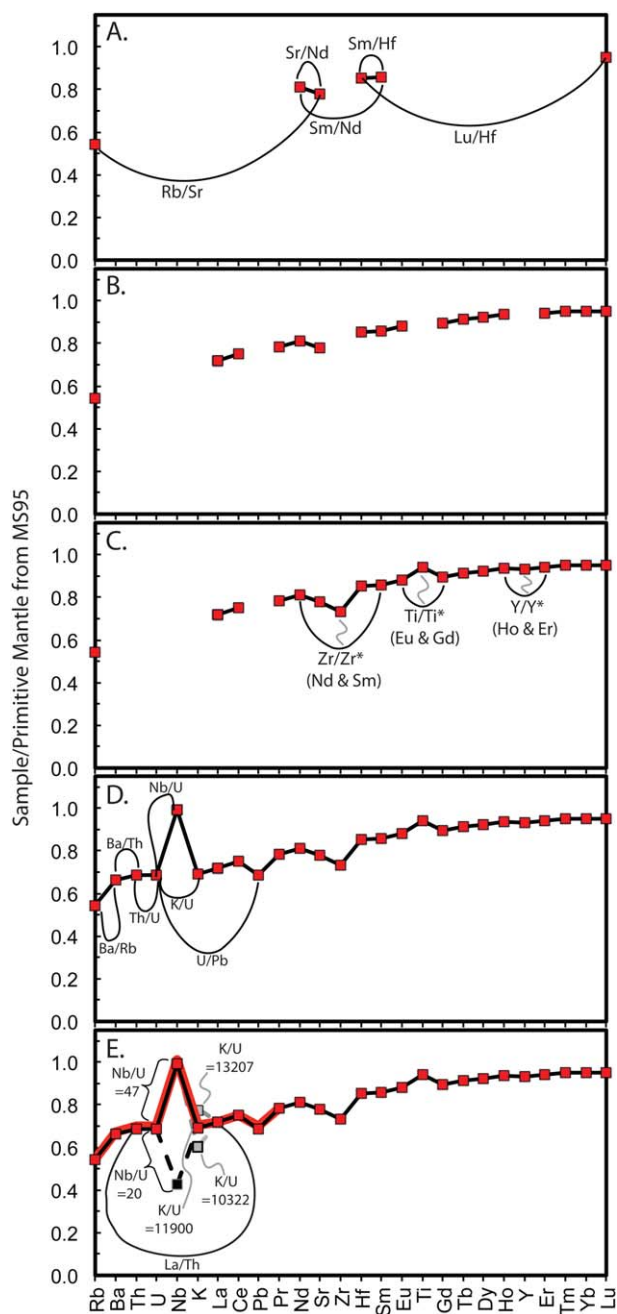 Sample/Primitive Mantle from MS95
A.
1.0
0.8
0.6
0.4
0.2
0.0
Sr/Nd
Sm/Hf
Sm/Nd
Lu/Hf
Rb/Sr
B.
1.0
0.8
0.6
0.4
0.2
0.0
C.
1.0
0.8
0.6
0.4
0.2
0.0
Zr/Zr*
(Nd & Sm)
Ti/Ti*
(Eu & Gd)
Y/Y*
(Ho & Er)
D.
1.0
0.8
0.6
0.4
0.2
0.0
Nb/U
Ba/Th
Th/U
K/U
Ba/Rb
U/Pb
E.
1.0
0.8
0.6
0.4
0.2
0.0
Nb/U
=47
K/U
=13207
Nb/U
=20
K/U
=11900
K/U
=10322
La/Th
Rb
Ba
Th
U
Nb
K
La
Ce
Pb
Pr
Nd
Sr
Zr
Hf
Sm
Eu
Ti
Gd
Tb
Dy
Ho
Y
Er
Tm
Yb
Lu